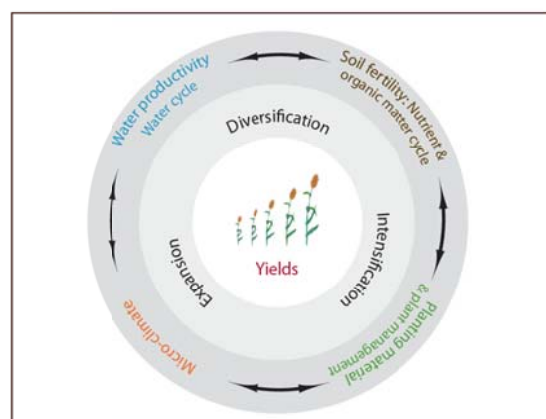 Water productivity
Water cycle
Soil fertility: Nutrient &
organic matter cycle
Diversification
Expansion
Intensification
Yields
Micro-climate
Planting material
& plant management